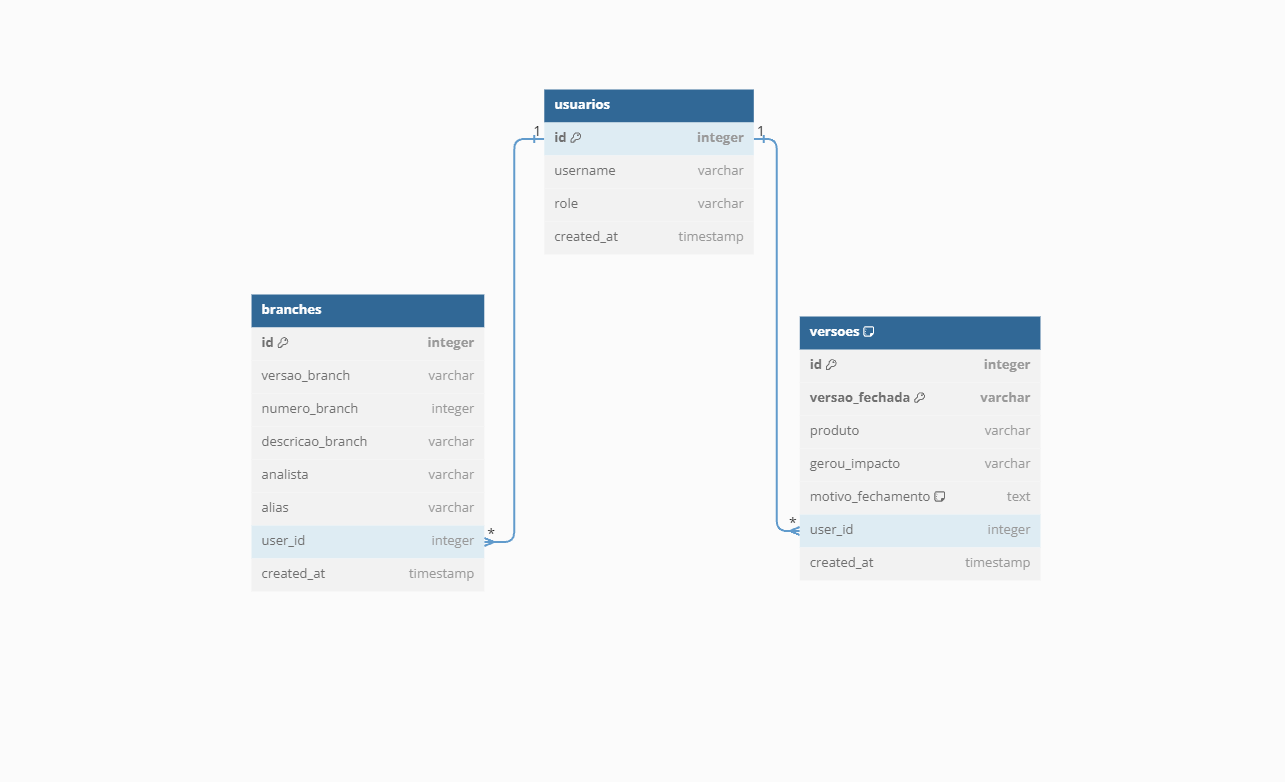 usuarios
1 id integer 1
username varchar
role varchar
created_at timestamp
branches
id integer
versao_branch varchar
numero_branch integer
descricao_branch varchar
analista varchar
alias varchar
user_id integer *
created_at timestamp
versoes
id integer
versao_fechada varchar
produto varchar
gerou_impacto varchar
motivo_fechamento text
* user_id integer
created_at timestamp